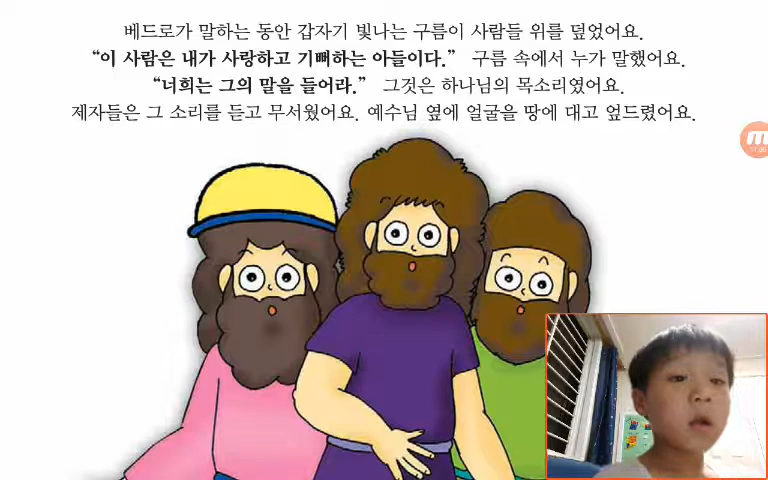 베드로가 말하는 동안 갑자기 빛나는 구름이 사람들 위를 덮었어요.
“이 사람은 내가 사랑하고 기뻐하는 아들이다.” 구름 속에서 누가 말했어요.
“너희는 그의 말을 들어라.” 그것은 하나님의 목소리였어요.
제자들은 그 소리를 듣고 무서웠어요. 예수님 옆에 얼굴을 땅에 대고 엎드렸어요.